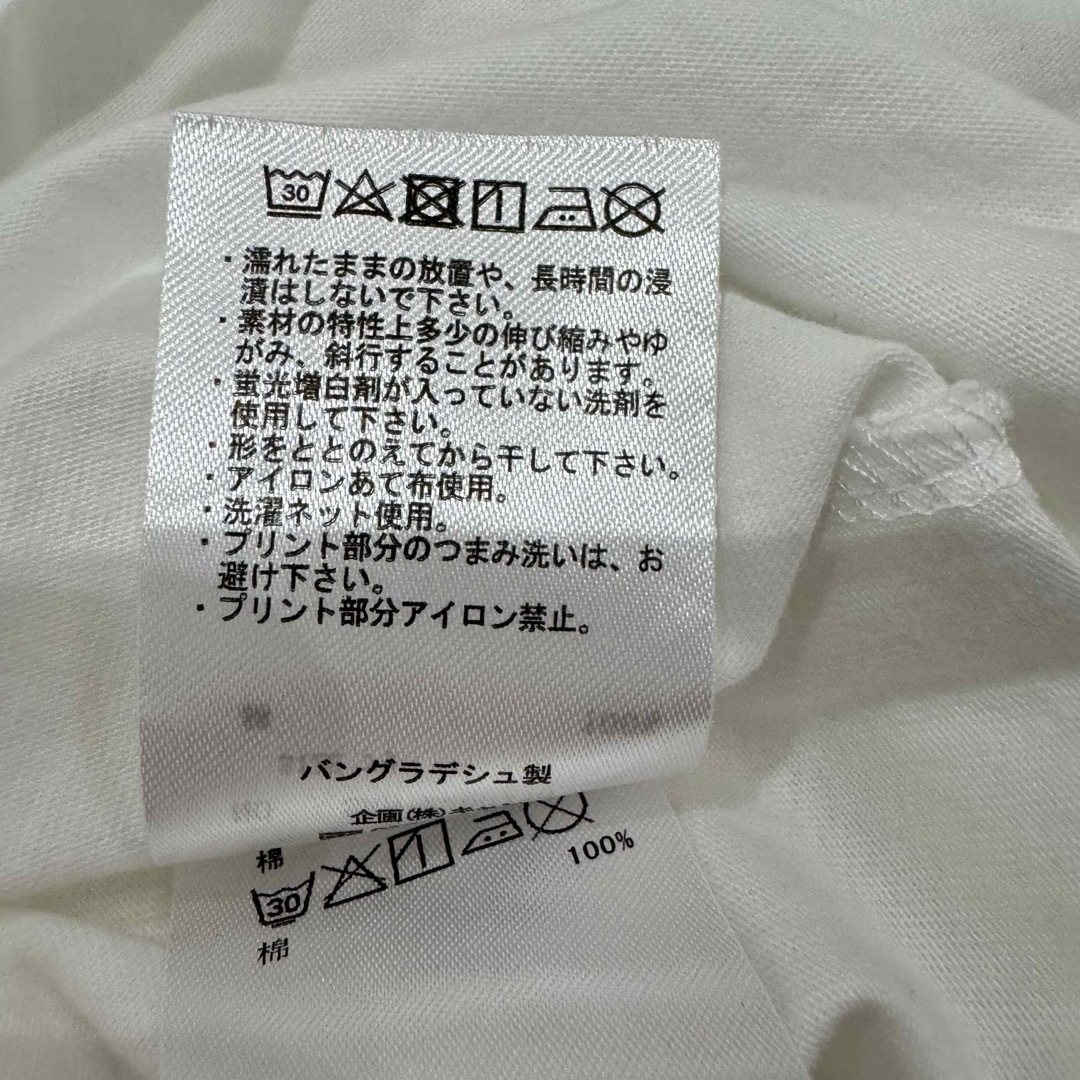 30
・濡れたままの放置や、長時間の浸
漬はしないで下さい。
・素材の特性上多少の伸び縮みやゆ
がみ、斜行することがあります。
・蛍光増白剤が入っていない洗剤を
使用して下さい。
・形をととのえてから干して下さい。
・アイロンあて布使用。
・洗濯ネット使用。
・プリント部分のつまみ洗いは、お
避け下さい。
・プリント部分アイロン禁止。
バングラデシュ製
企画(株)
棉 100%
30
棉